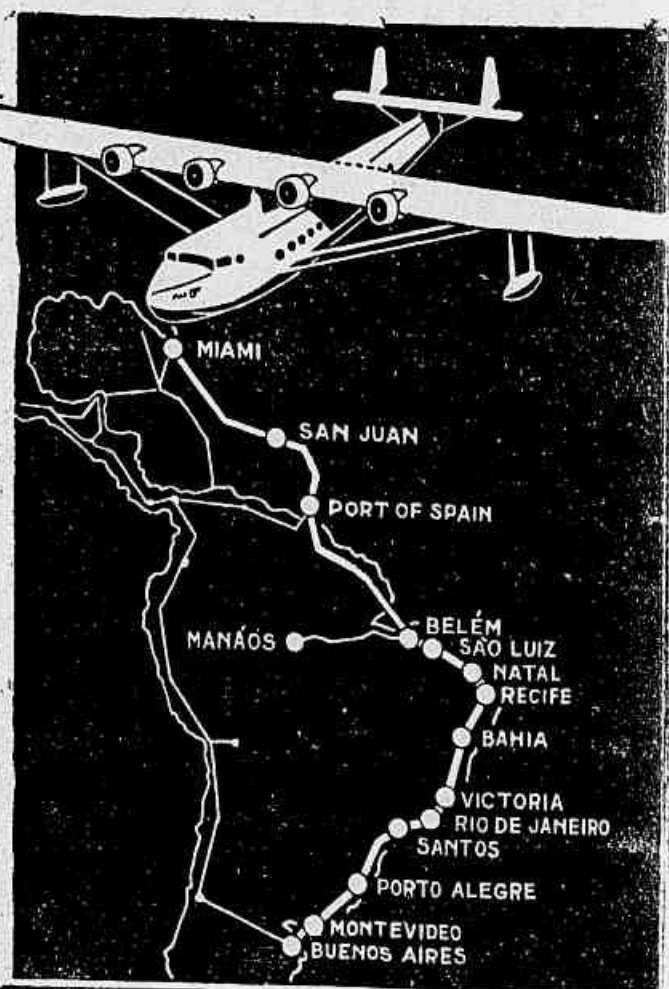 MIAMI
SAN JUAN
PORT OF SPAIN
BELÉM
MANÁOS
SÃO LUIZ
NATAL
RECIFE
BAHIA
VICTORIA
RIO DE JANEIRO
SANTOS
PORTO ALEGRE
MONTEVIDEO
BUENOS AIRES